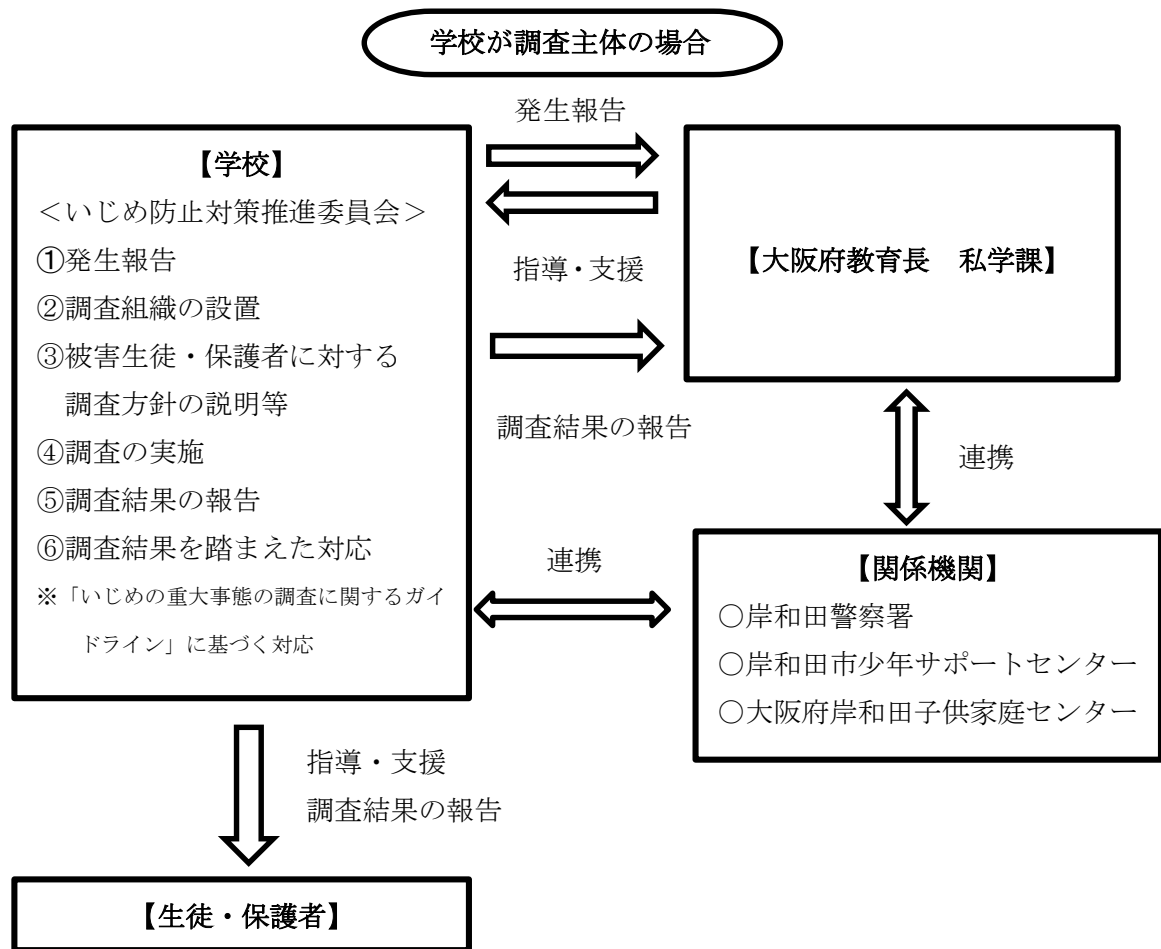 学校が調査主体の場合
発生報告
【学校】
<いじめ防止対策推進委員会>
①発生報告
②調査組織の設置
③被害生徒・保護者に対する
調査方針の説明等
④調査の実施
⑤調査結果の報告
⑥調査結果を踏まえた対応
※「いじめの重大事態の調査に関するガイ
ドライン」に基づく対応
指導・支援
調査結果の報告
【大阪府教育長　私学課】
連携
連携
【関係機関】
○岸和田警察署
○岸和田市少年サポートセンター
○大阪府岸和田子供家庭センター
指導・支援
調査結果の報告
【生徒・保護者】